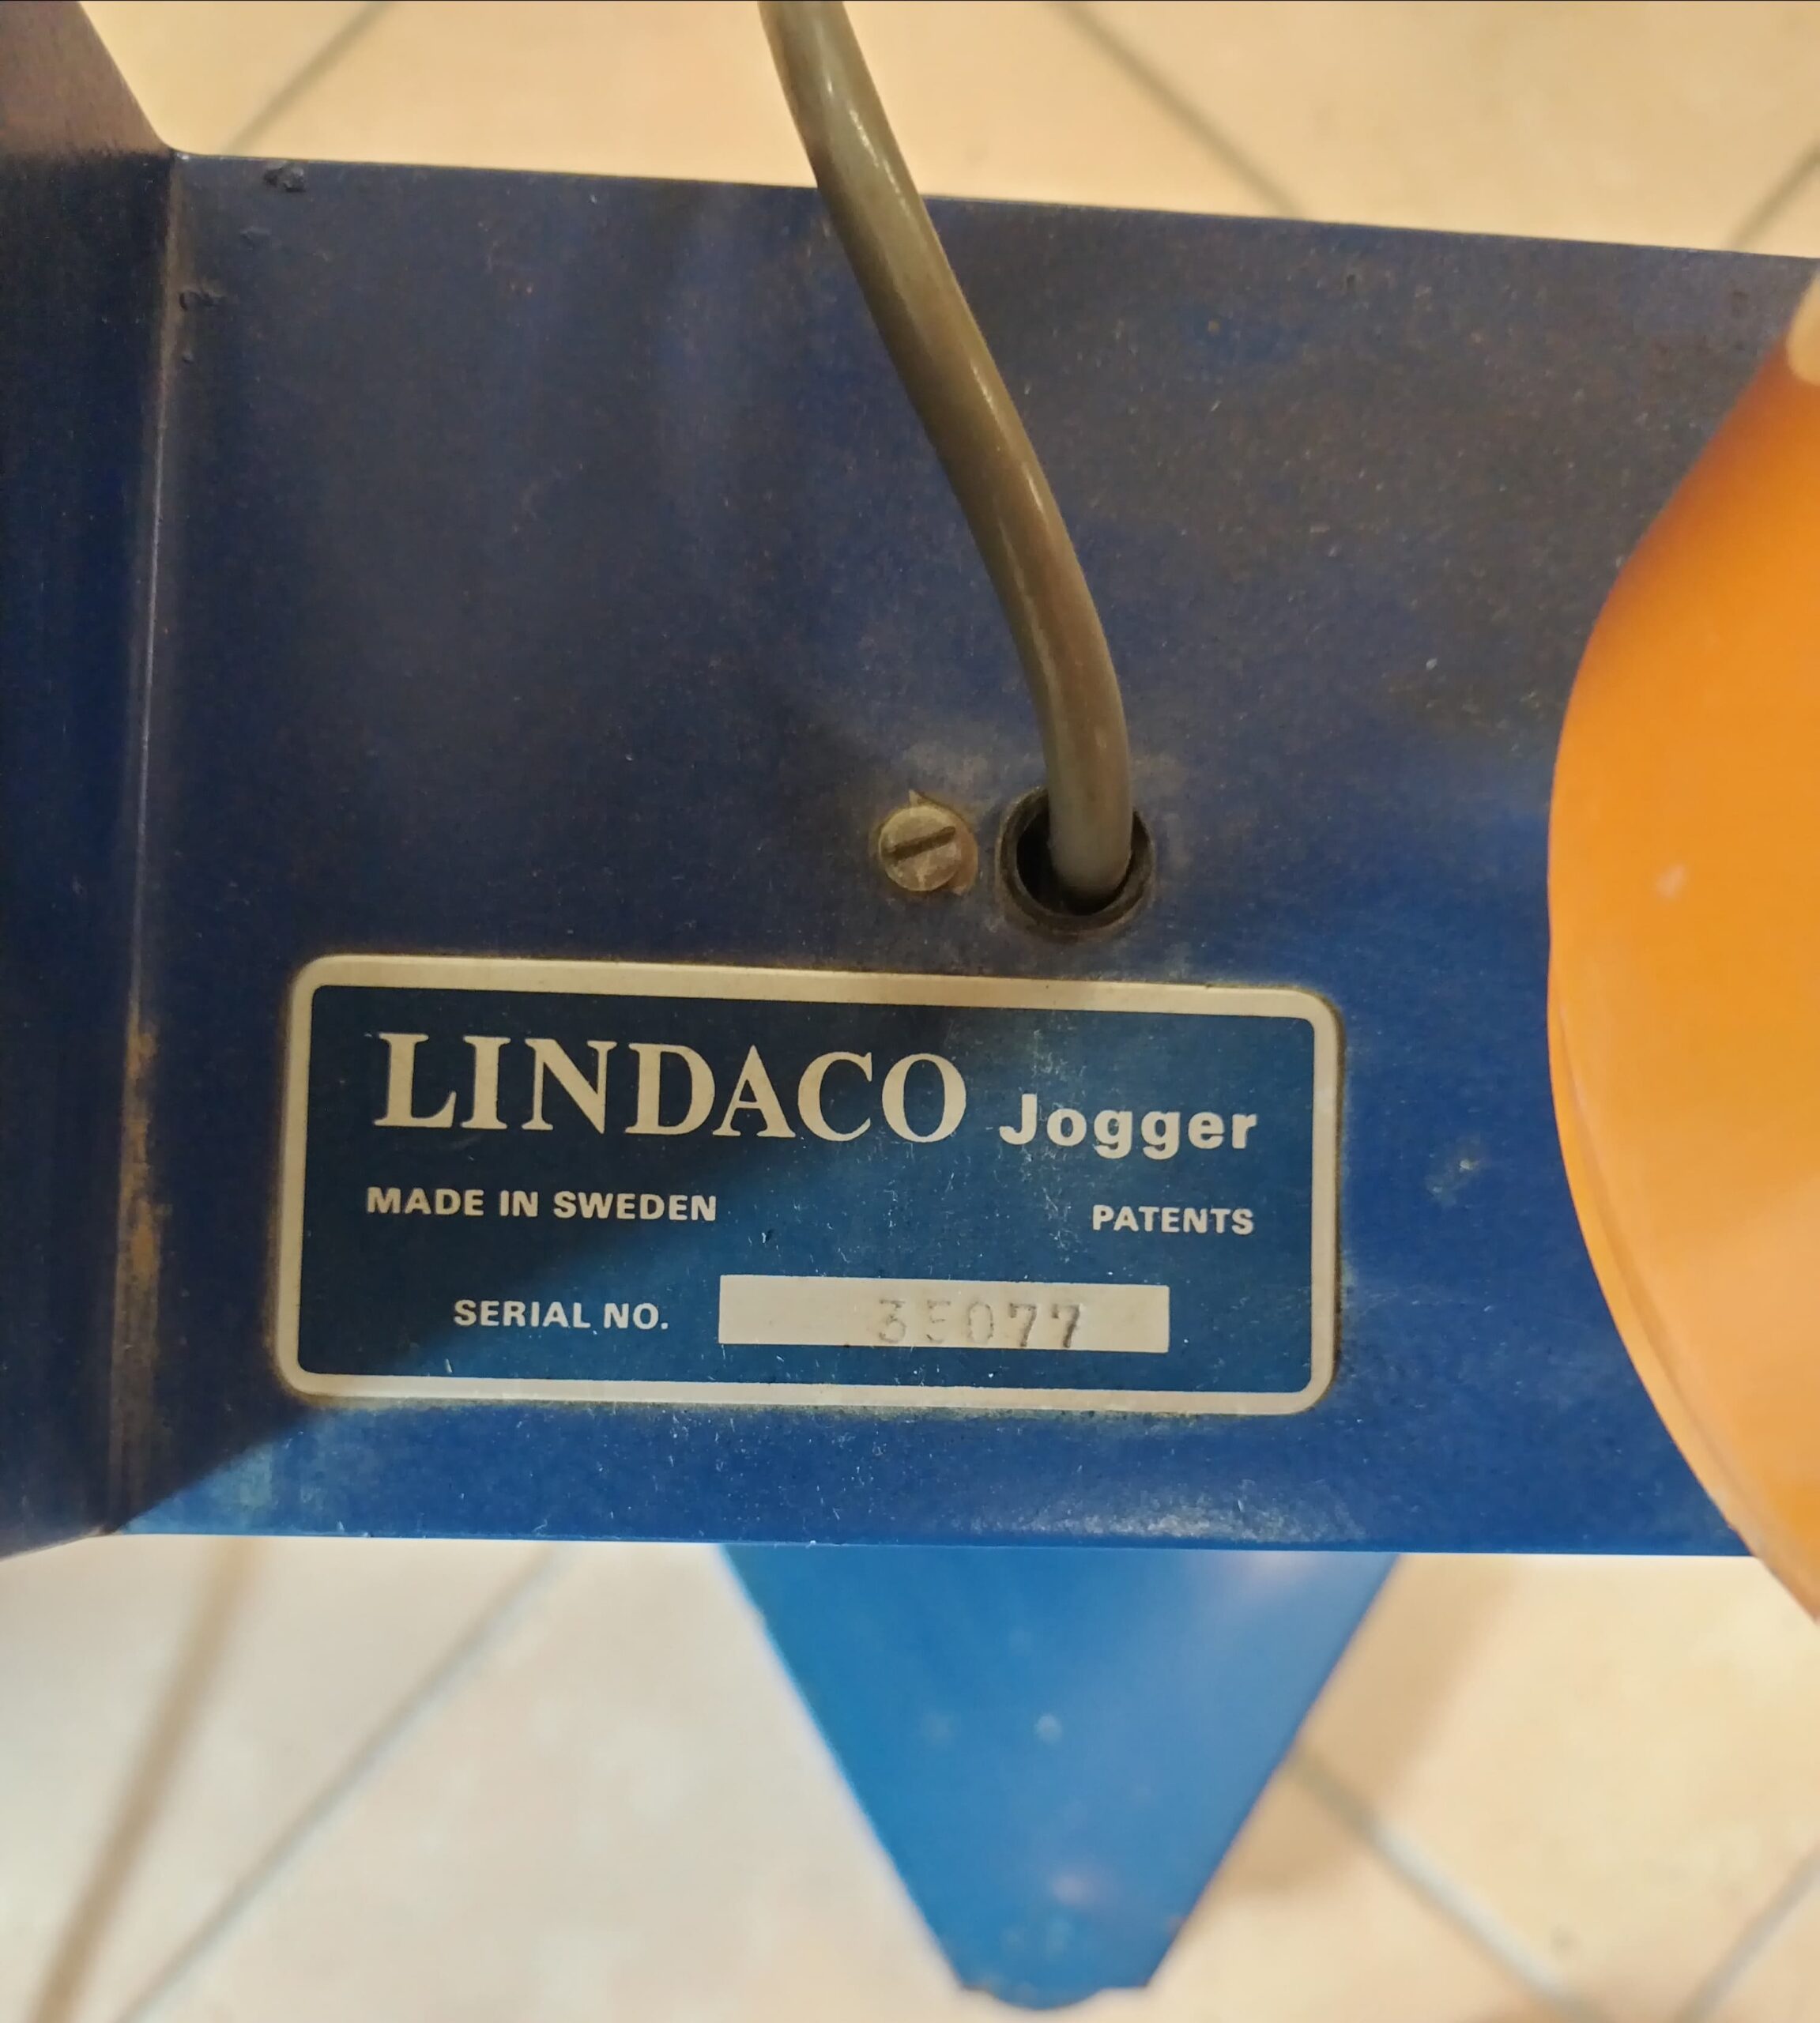 LINDACO Jogger
MADE IN SWEDEN PATENTS
SERIAL NO. 35077